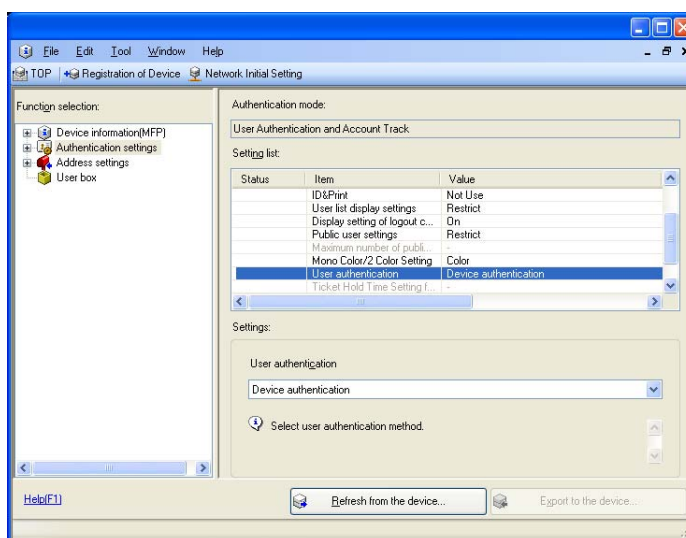 File Edit Tool Window Help
TOP Registration of Device Network Initial Setting
Function selection:
Device information(MFP)
Authentication settings
Address settings
User box
Authentication mode:
User Authentication and Account Track
Setting list:
Status Item Value
ID&Print Not Use
User list display settings Restrict
Display setting of logout c... On
Public user settings Restrict
Maximum number of publi... -
Mono Color/2 Color Setting Color
User authentication Device authentication
Ticket Hold Time Setting f... -
Settings:
User authentication
Device authentication
Select user authentication method.
Help(F1)
Refresh from the device...
Export to the device...